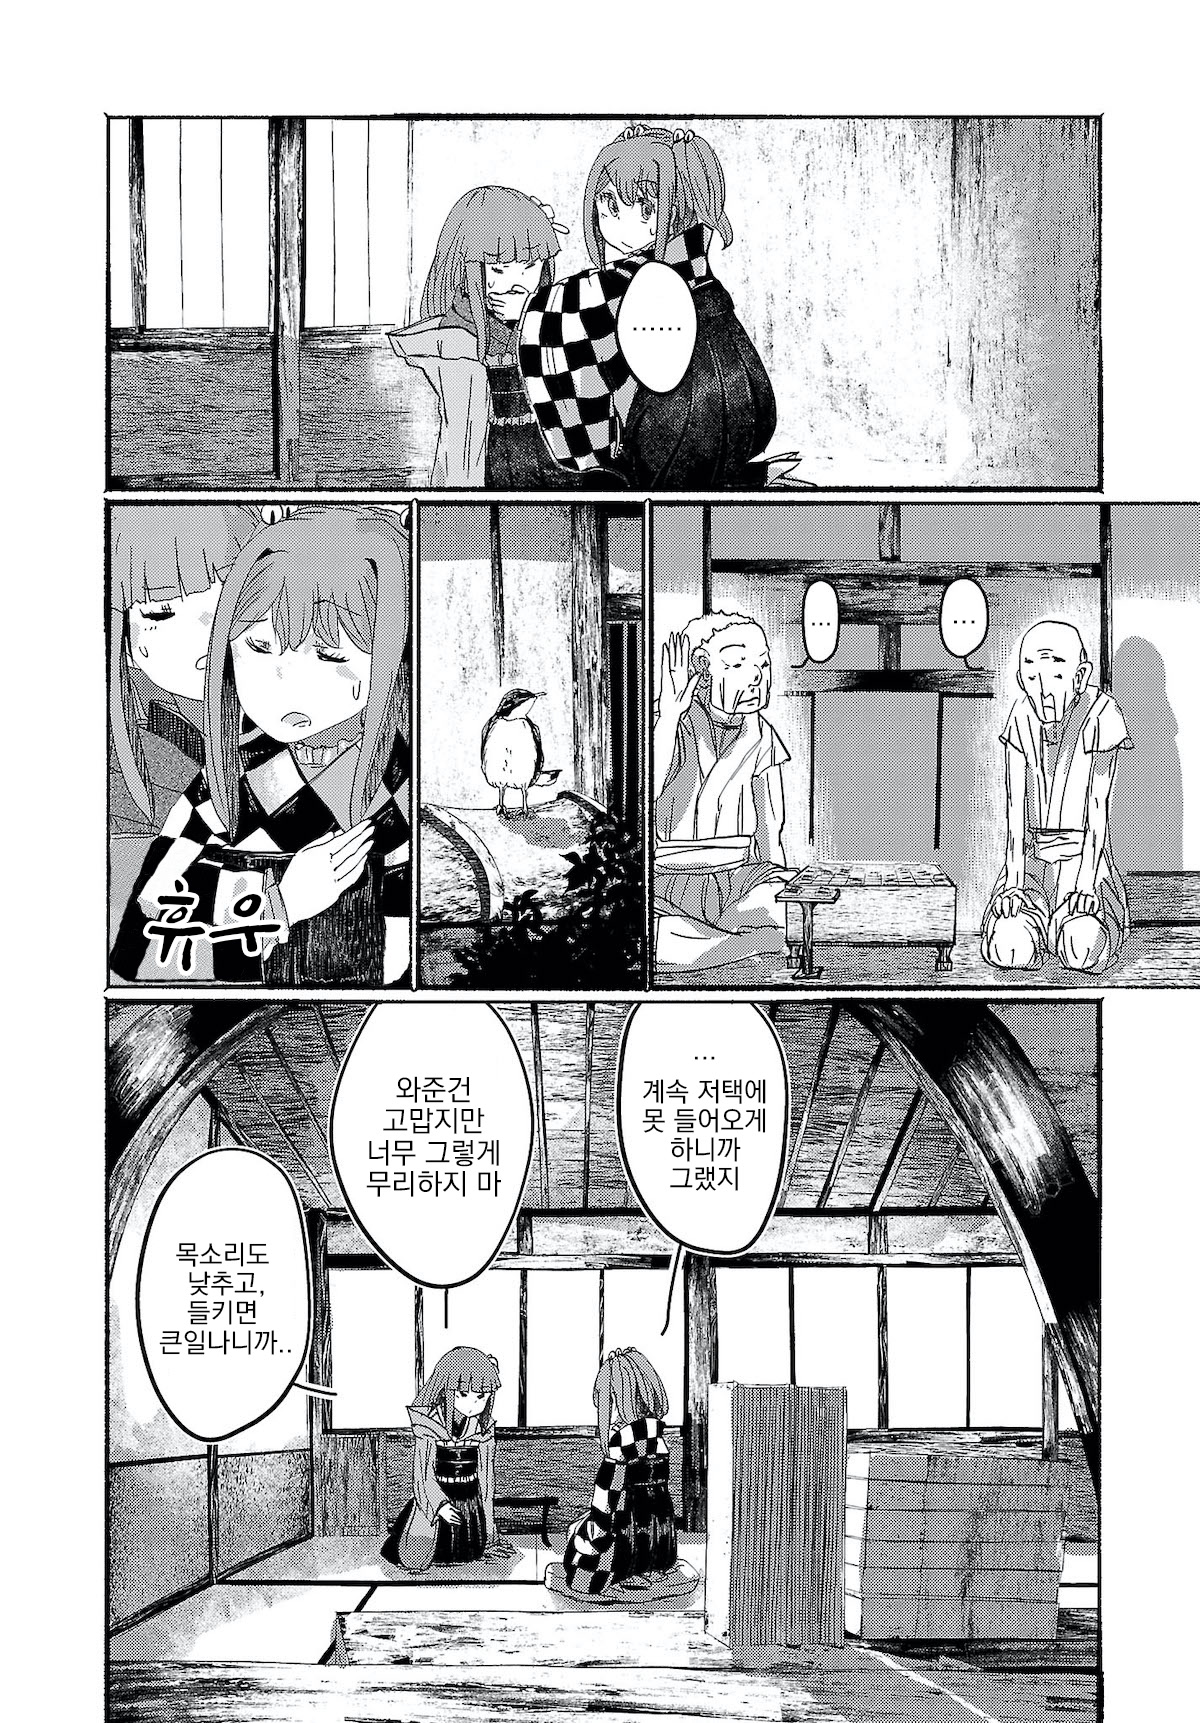 ......
...
...
휴우
...
계속 저택에
못 들어오게
하니까
그랬지
와준건
고맙지만
너무 그렇게
무리하지 마
목소리도
낮추고,
들키면
큰일나니까..